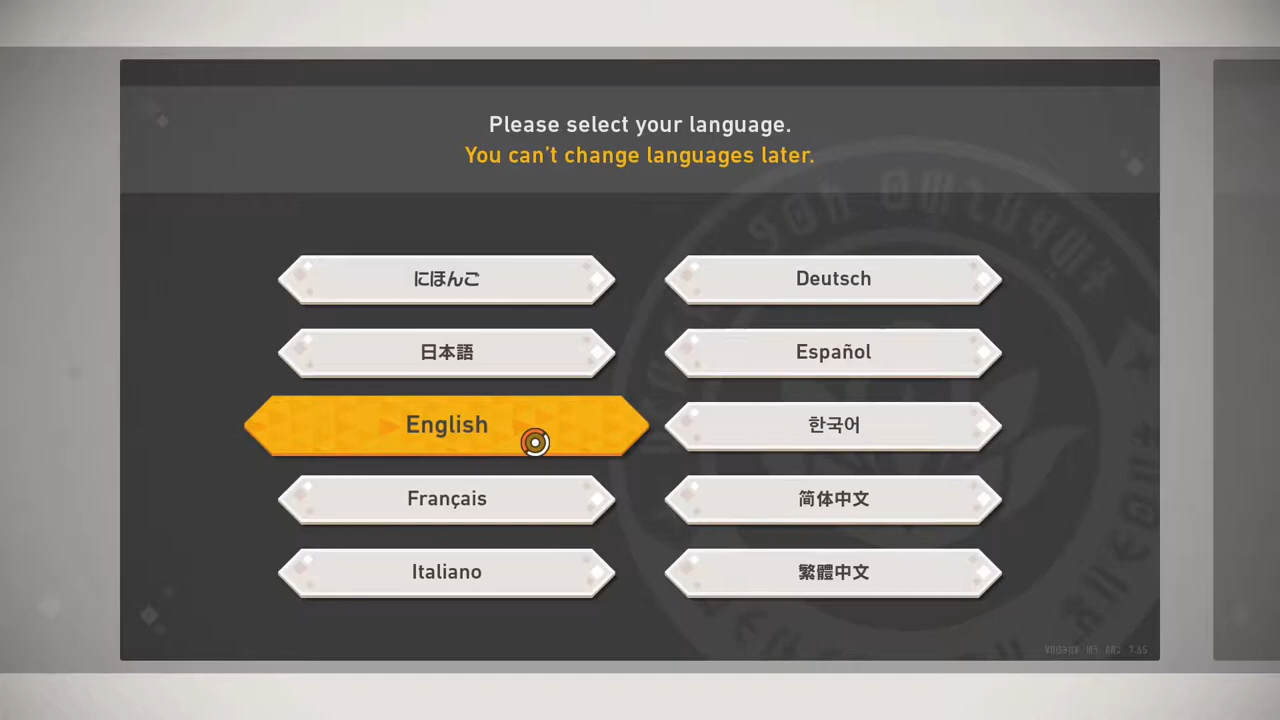 Please select your language.
You can't change languages later.
にほんご
日本語
English
Français
Italiano
Deutsch
Español
한국어
简体中文
繁體中文